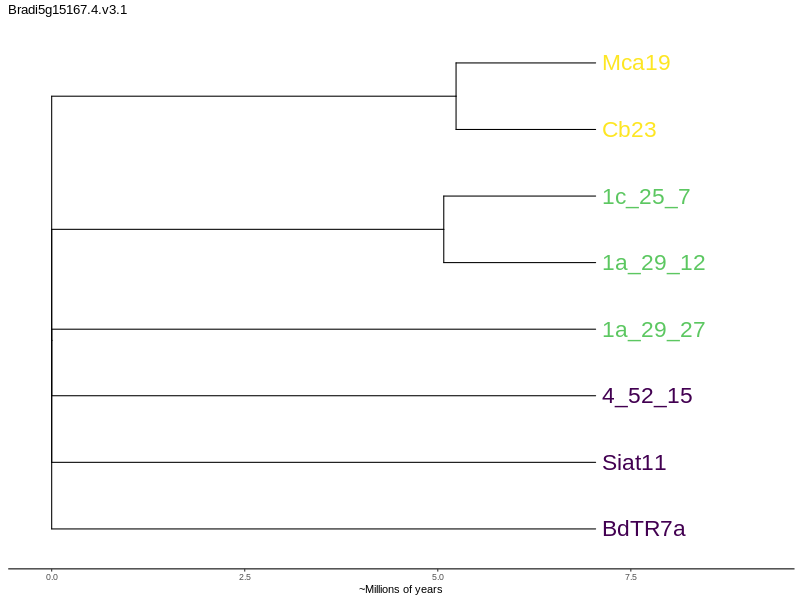 Bradi5g15167.4.v3.1
Mca19
Cb23
1c_25_7
1a_29_12
1a_29_27
4_52_15
Siat11
BdTR7a
0.0 2.5 5.0 7.5
~Millions of years